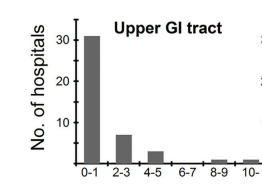 Upper GI tract
No. of hospitals
30
20
10
0-1 2-3 4-5 6-7 8-9 10-